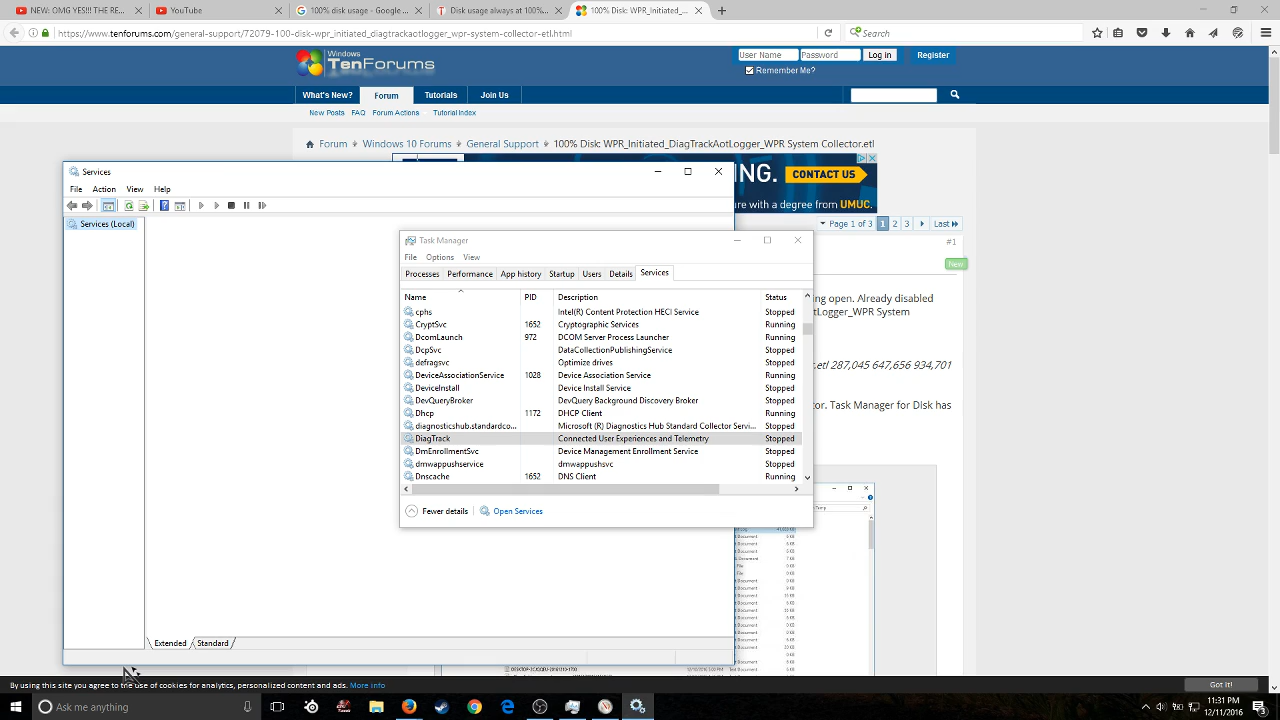 NEW: OMG YES!!! THE RE...
YouTube
100% disk usage - Google ...
Disk usage always at 100%...
100% Disk: WPR_Initiated_...
https://www.tenforums.com/general-support/72079-100-disk-wpr_initiated_diagtrackaotlogger_wpr-system-collector-etl.html
Search
Windows
TenForums
User Name
Password
Log in
Register
Remember Me?
What's New?
Forum
Tutorials
Join Us
New Posts
FAQ
Forum Actions
Tutorial Index
Forum
Windows 10 Forums
General Support
100% Disk: WPR_Initiated_DiagTrackAotLogger_WPR System Collector.etl
NG.
CONTACT US
re with a degree from UMUC.
Page 1 of 3
1
2
3
Last
#1
New
ing open. Already disabled
otLogger_WPR System
.etl 287,045 647,656 934,701
tor. Task Manager for DIsk has
Services
File
Action
View
Help
Services (Local)
Extended
Standard
Task Manager
File
Options
View
Processes
Performance
App history
Startup
Users
Details
Services
Name
PID
Description
Status
cphs
Intel(R) Content Protection HECI Service
Stopped
CryptSvc
1652
Cryptographic Services
Running
DcomLaunch
972
DCOM Server Process Launcher
Running
DcpSvc
DataCollectionPublishingService
Stopped
defragsvc
Optimize drives
Stopped
DeviceAssociationService
1028
Device Association Service
Running
DeviceInstall
Device Install Service
Stopped
DevQueryBroker
DevQuery Background Discovery Broker
Stopped
Dhcp
1172
DHCP Client
Running
diagnosticshub.standardco...
Microsoft (R) Diagnostics Hub Standard Collector Servi...
Stopped
DiagTrack
Connected User Experiences and Telemetry
Stopped
DmEnrollmentSvc
Device Management Enrollment Service
Stopped
dmwappushservice
dmwappushsvc
Stopped
Dnscache
1652
DNS Client
Running
Fewer details
Open Services
By using this site you agree to the use of cookies for analytics, personalized content and ads.
More info
Got it!
Ask me anything
11:31 PM
12/11/2016